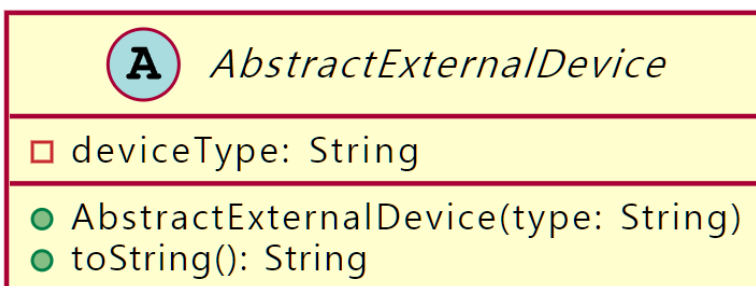 A AbstractExternalDevice
deviceType: String
AbstractExternalDevice(type: String)
toString(): String